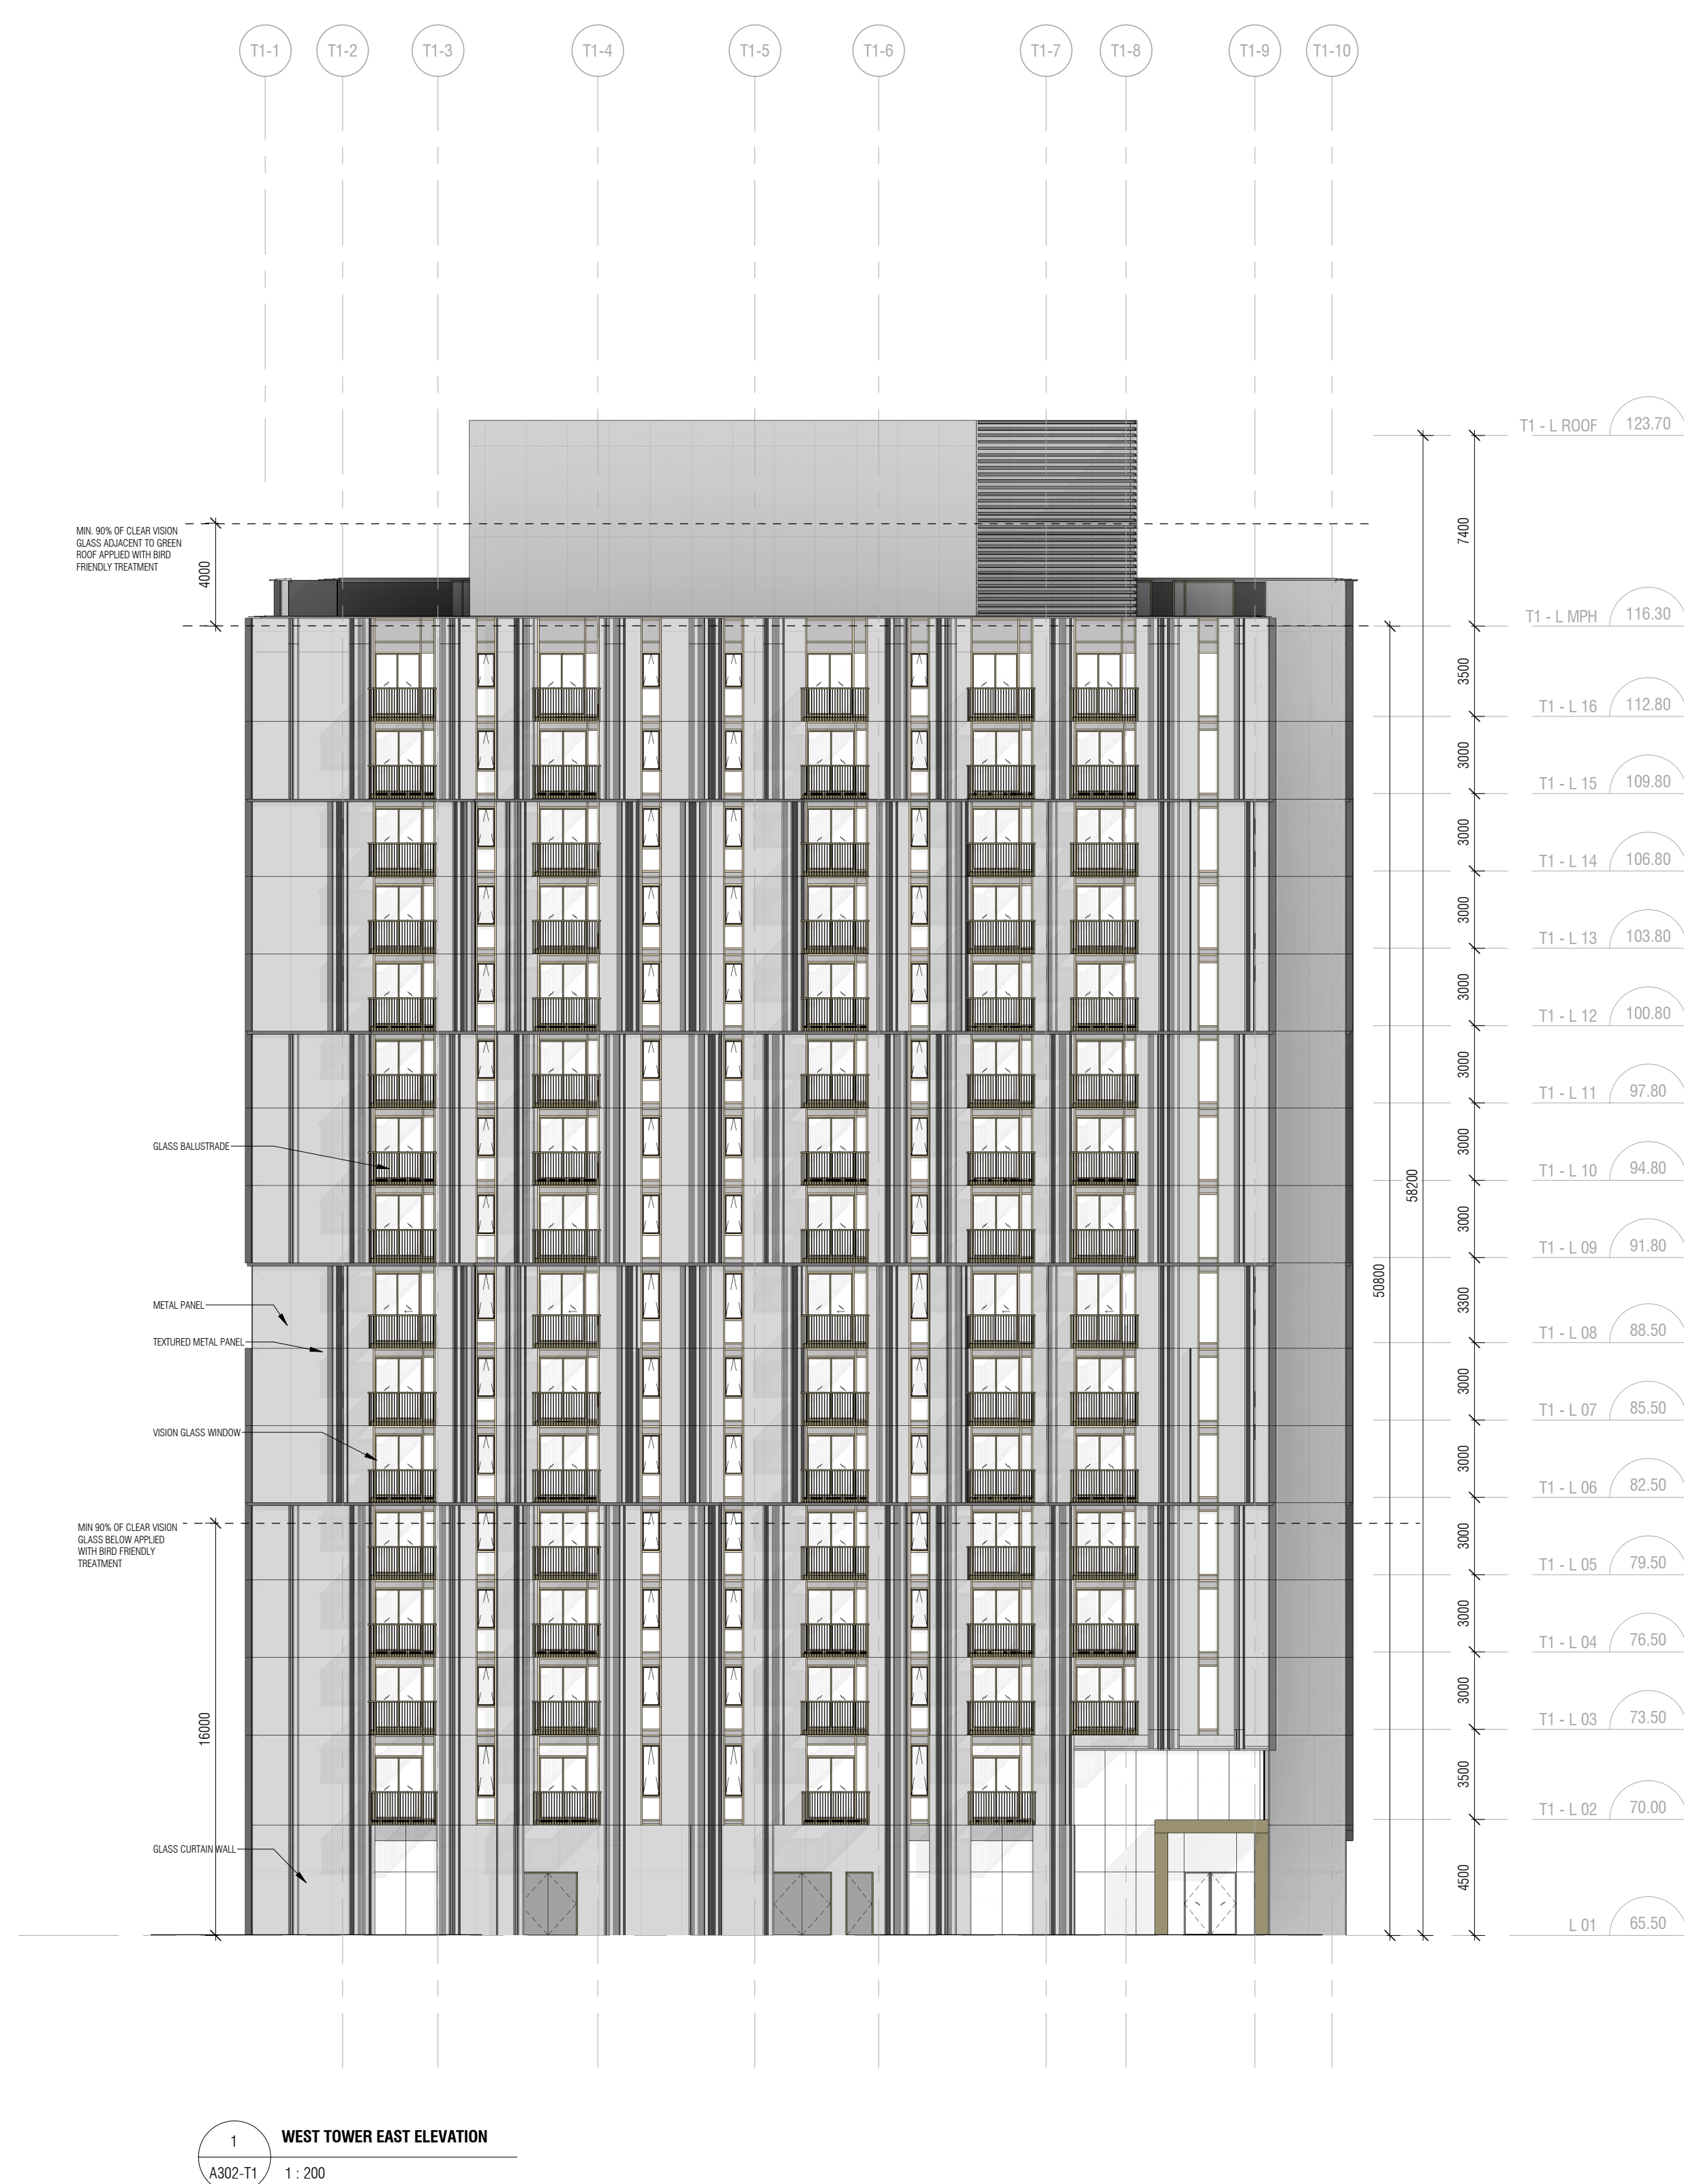 T1-1
T1-2
T1-3
T1-4
T1-5
T1-6
T1-7
T1-8
T1-9
T1-10
T1 - L ROOF 123.70
MIN. 90% OF CLEAR VISION
GLASS ADJACENT TO GREEN
ROOF APPLIED WITH BIRD
FRIENDLY TREATMENT
4000
7400
T1 - L MPH 116.30
3500
T1 - L 16 112.80
3000
T1 - L 15 109.80
3000
T1 - L 14 106.80
3000
T1 - L 13 103.80
3000
T1 - L 12 100.80
3000
T1 - L 11 97.80
3000
GLASS BALUSTRADE
T1 - L 10 94.80
58200
3000
T1 - L 09 91.80
50800
3300
METAL PANEL
T1 - L 08 88.50
TEXTURED METAL PANEL
3000
T1 - L 07 85.50
VISION GLASS WINDOW
3000
T1 - L 06 82.50
MIN 90% OF CLEAR VISION
GLASS BELOW APPLIED
WITH BIRD FRIENDLY
TREATMENT
3000
T1 - L 05 79.50
3000
T1 - L 04 76.50
3000
T1 - L 03 73.50
16000
3500
T1 - L 02 70.00
GLASS CURTAIN WALL
4500
L 01 65.50
1
WEST TOWER EAST ELEVATION
A302-T1
1 : 200